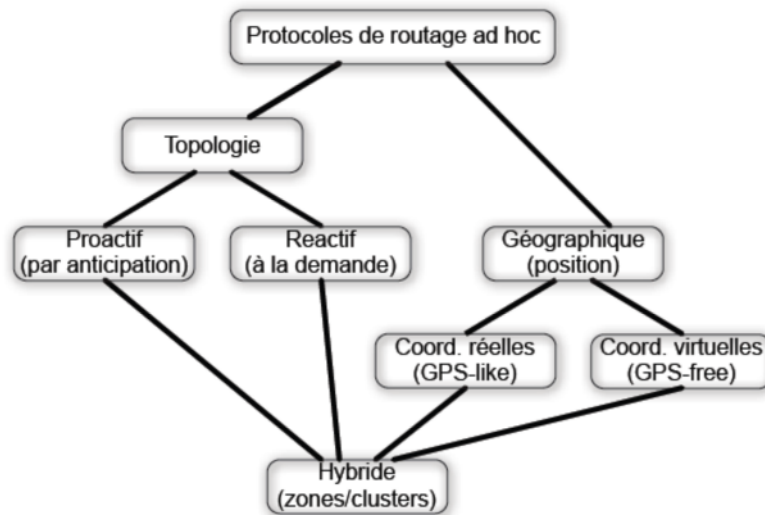 Protocoles de routage ad hoc
Topologie
Proactif
(par anticipation)
Reactif
(à la demande)
Géographique
(position)
Coord. réelles
(GPS-like)
Coord. virtuelles
(GPS-free)
Hybride
(zones/clusters)